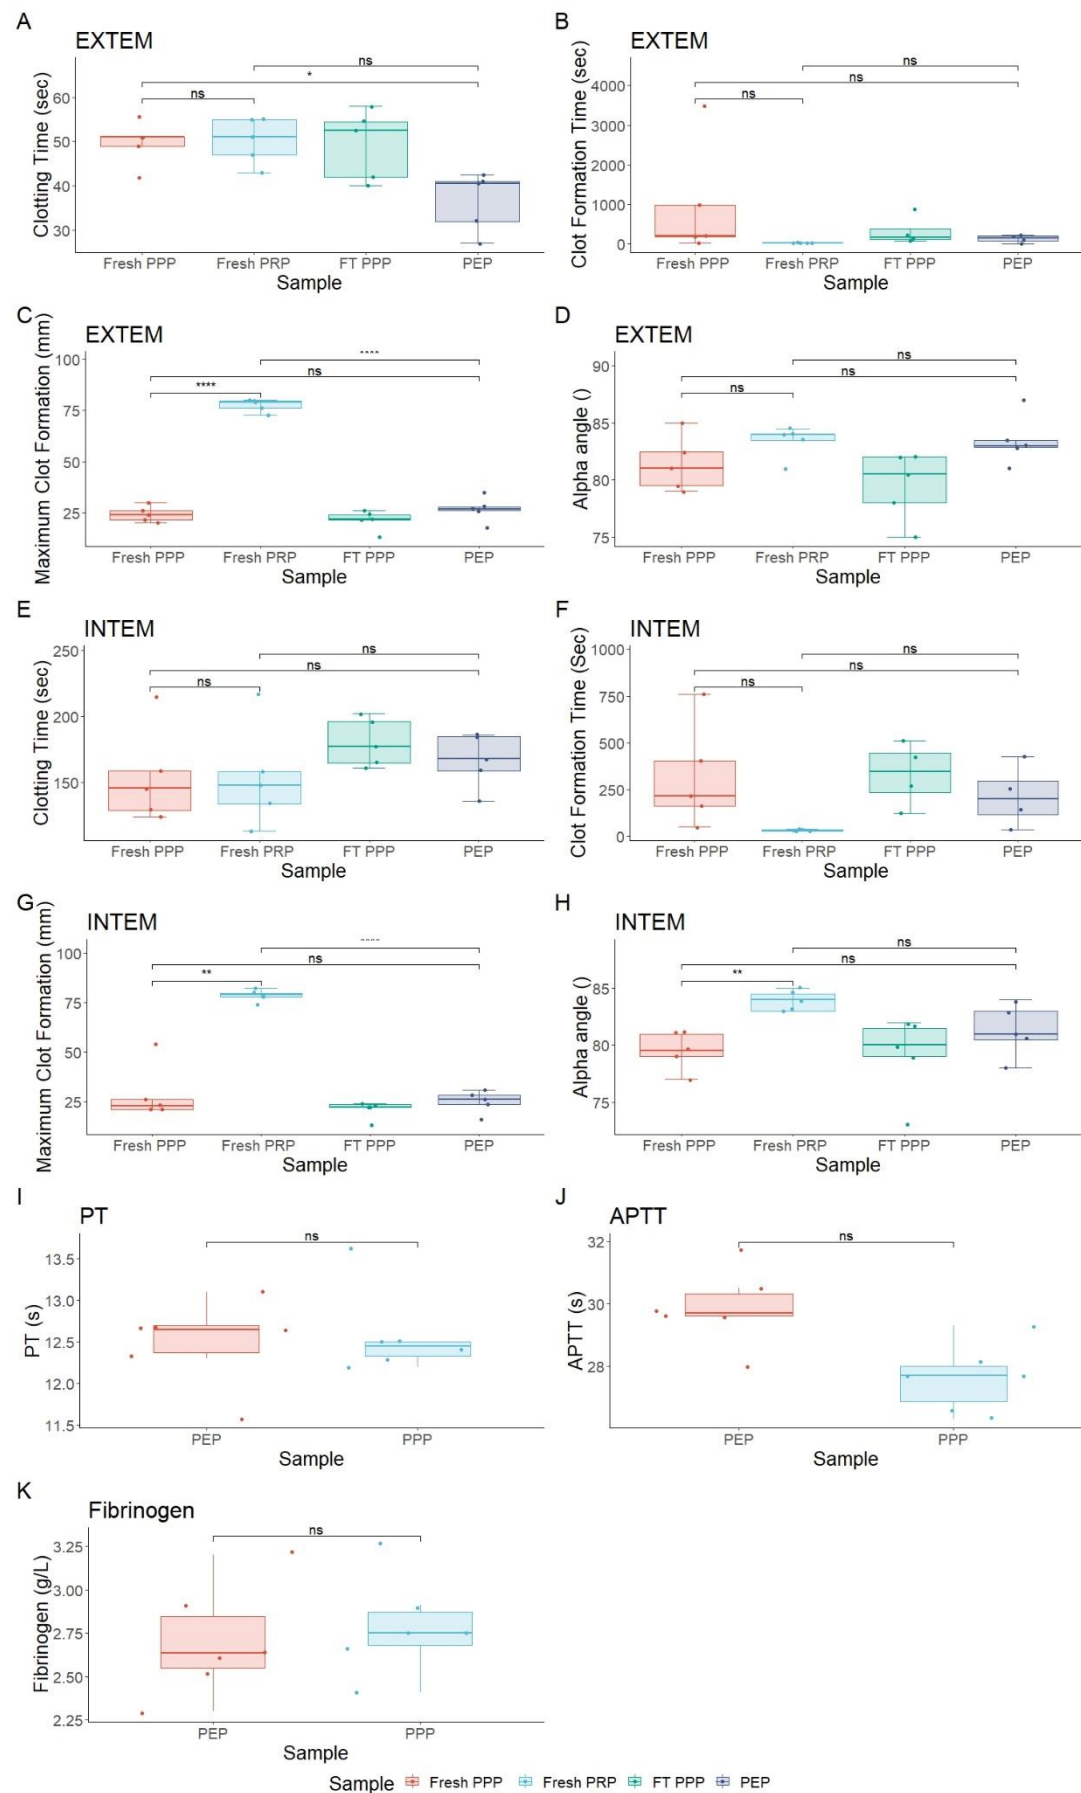 A
EXTEM
Clotting Time (sec)
60
50
40
30
ns
*
ns
Fresh PPP Fresh PRP FT PPP PEP
Sample
B
EXTEM
Clot Formation Time (sec)
4000
3000
2000
1000
0
ns
ns
ns
Fresh PPP Fresh PRP FT PPP PEP
Sample
C
EXTEM
Maximum Clot Formation (mm)
100
75
50
25
****
ns
****
Fresh PPP Fresh PRP FT PPP PEP
Sample
D
EXTEM
Alpha angle ()
90
85
80
75
ns
ns
ns
Fresh PPP Fresh PRP FT PPP PEP
Sample
E
INTEM
Clotting Time (sec)
250
200
150
ns
ns
ns
Fresh PPP Fresh PRP FT PPP PEP
Sample
F
INTEM
Clot Formation Time (Sec)
1000
750
500
250
0
ns
ns
ns
Fresh PPP Fresh PRP FT PPP PEP
Sample
G
INTEM
Maximum Clot Formation (mm)
100
75
50
25
****
ns
**
Fresh PPP Fresh PRP FT PPP PEP
Sample
H
INTEM
Alpha angle ()
85
80
75
ns
ns
**
Fresh PPP Fresh PRP FT PPP PEP
Sample
I
PT
PT (s)
13.5
13.0
12.5
12.0
11.5
ns
PEP PPP
Sample
J
APTT
APTT (s)
32
30
28
ns
PEP PPP
Sample
K
Fibrinogen
Fibrinogen (g/L)
3.25
3.00
2.75
2.50
2.25
ns
PEP PPP
Sample
Sample Fresh PPP Fresh PRP FT PPP PEP